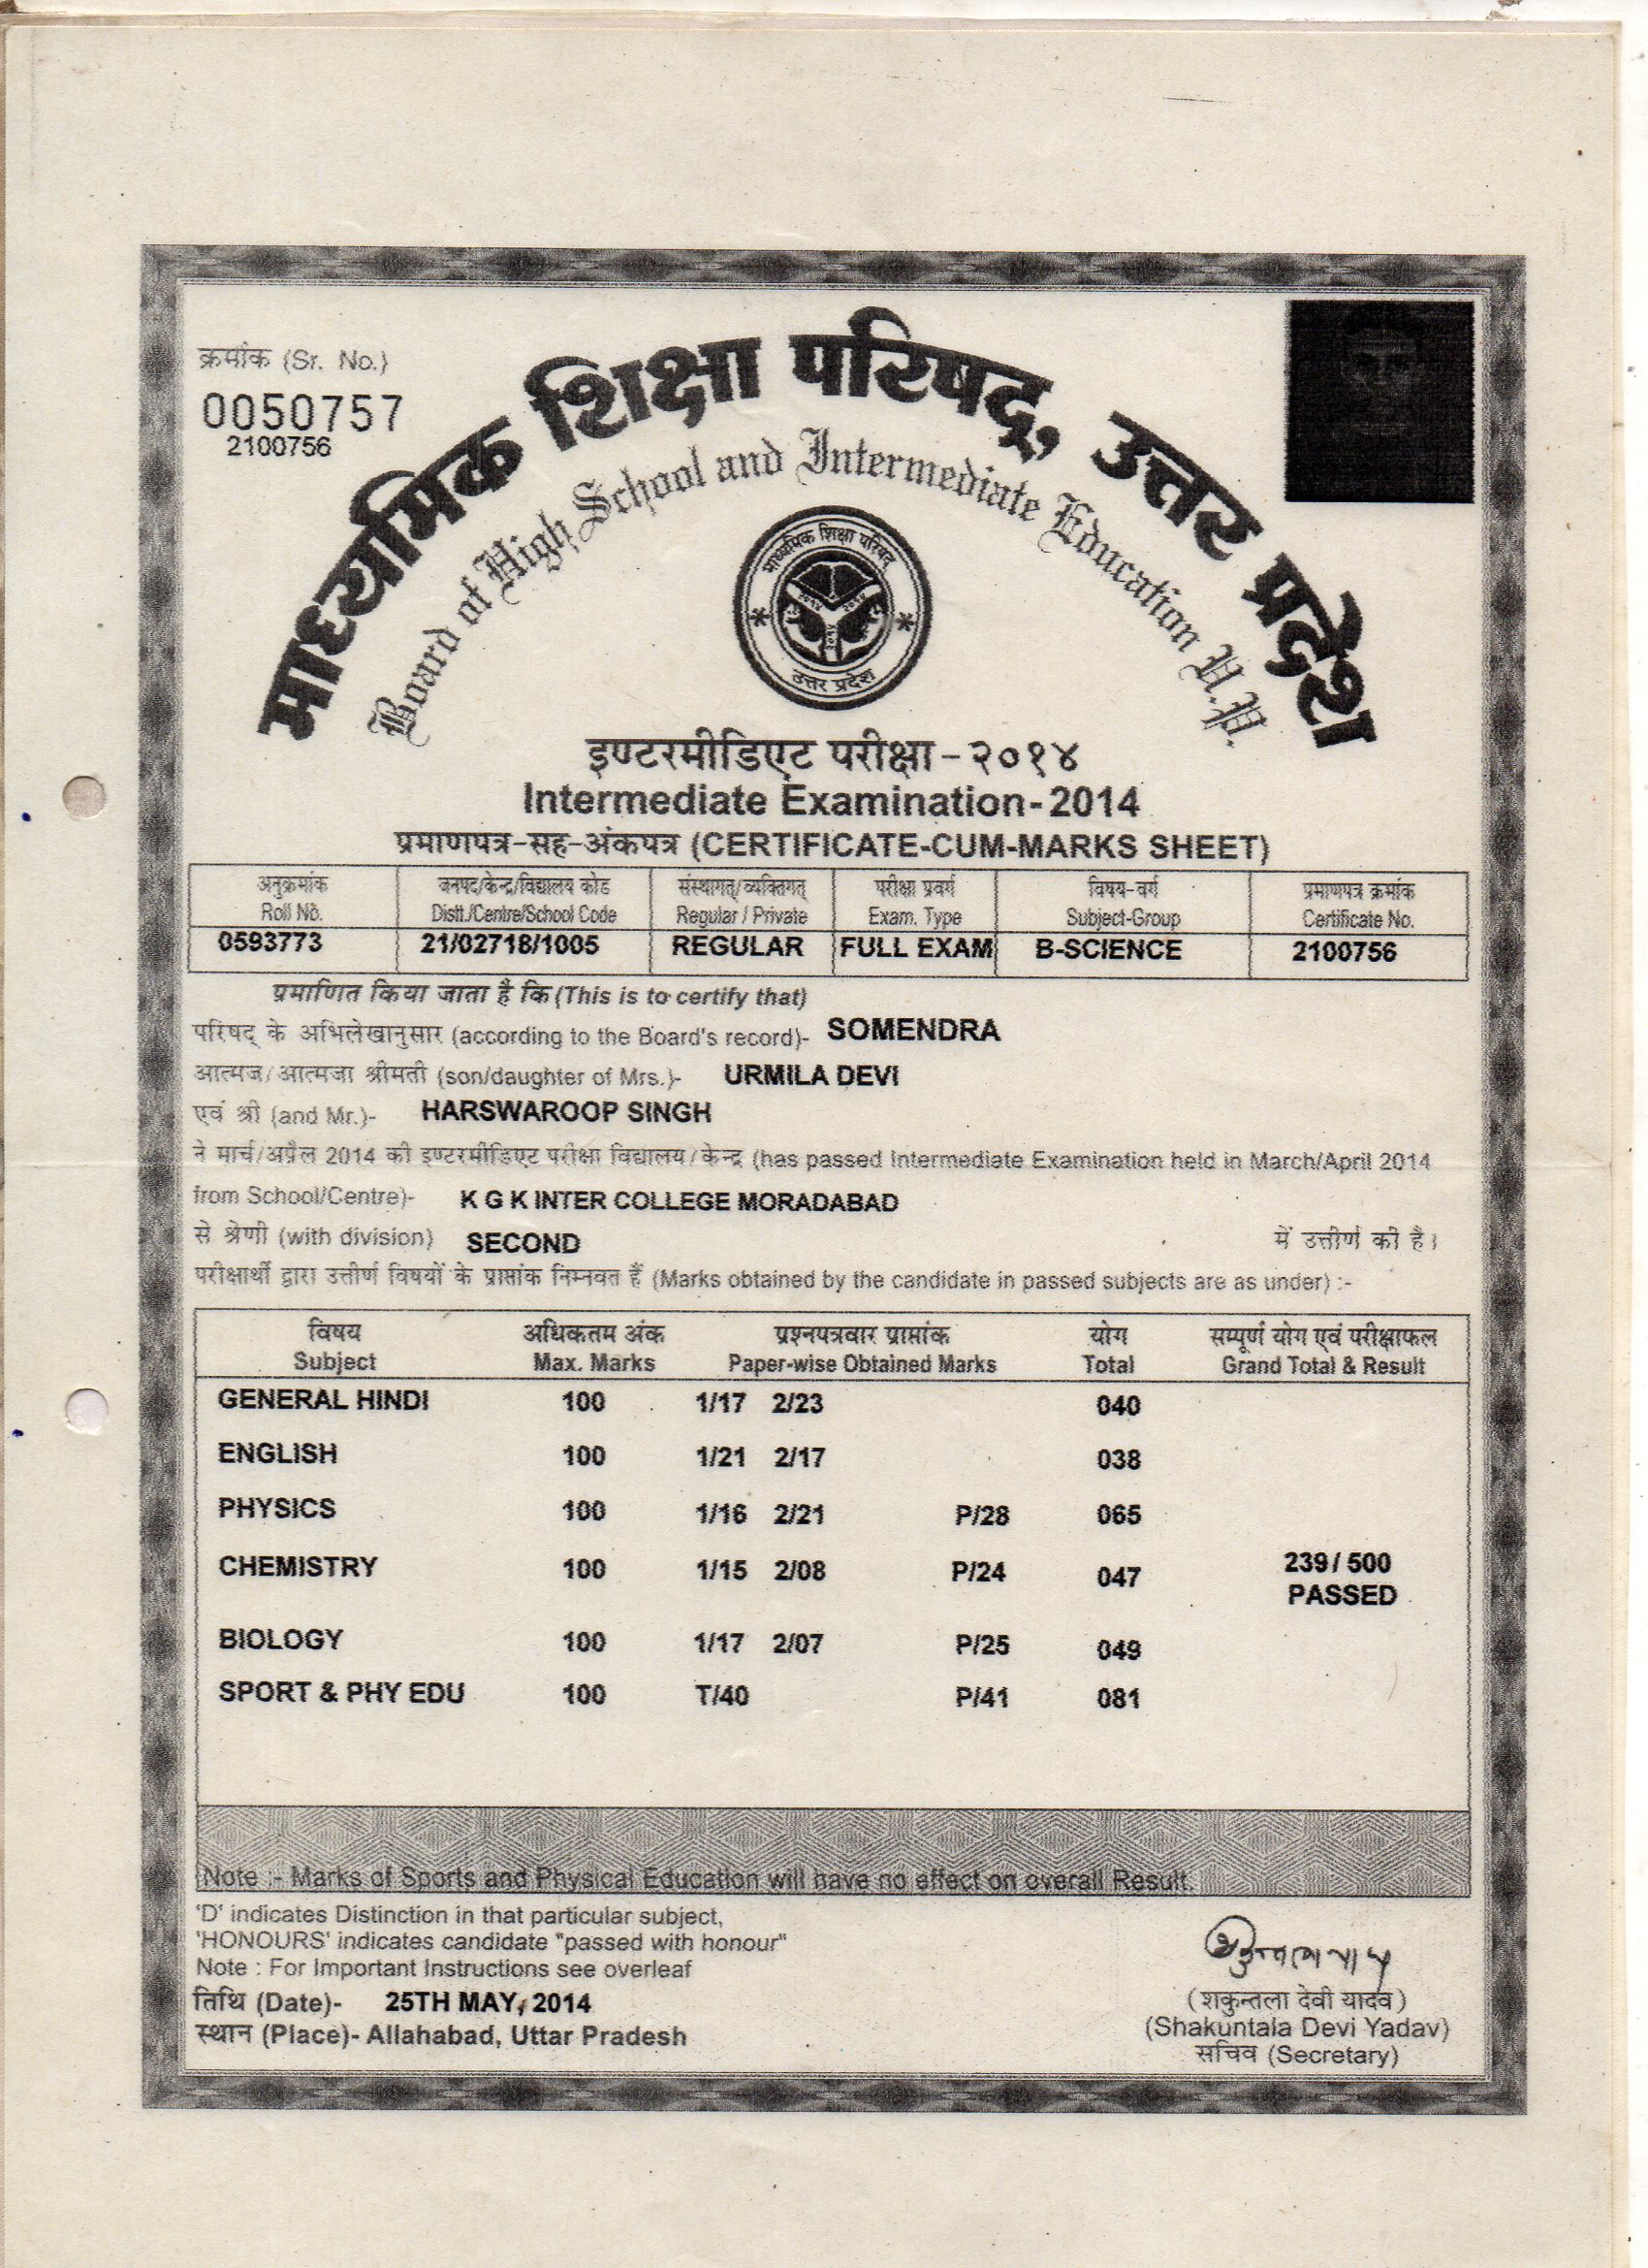 क्रमांक (Sr. No.)
0050757
2100756
माध्यमिक शिक्षा परिषद्, उत्तर प्रदेश
Board of High School and Intermediate Education U.P.
माध्यमिक शिक्षा परिषद
उत्तर प्रदेश
इण्टरमीडिएट परीक्षा-२०१४
Intermediate Examination-2014
प्रमाणपत्र-सह-अंकपत्र (CERTIFICATE-CUM-MARKS SHEET)
अनुक्रमांक जनपद/केन्द्र/विद्यालय कोड संस्थागत्/व्यक्तिगत् परीक्षा प्रवर्ग विषय-वर्ग प्रमाणपत्र क्रमांक
Roll No. Distt./Centre/School Code Regular / Private Exam. Type Subject-Group Certificate No.
0593773 21/02718/1005 REGULAR FULL EXAM B-SCIENCE 2100756
प्रमाणित किया जाता है कि (This is to certify that)
परिषद् के अभिलेखानुसार (according to the Board's record)- SOMENDRA
आत्मज/आत्मजा श्रीमती (son/daughter of Mrs.)- URMILA DEVI
एवं श्री (and Mr.)- HARSWAROOP SINGH
ने मार्च/अप्रैल 2014 की इण्टरमीडिएट परीक्षा विद्यालय/केन्द्र (has passed Intermediate Examination held in March/April 2014
from School/Centre)- K G K INTER COLLEGE MORADABAD
से श्रेणी (with division) SECOND में उत्तीर्ण की है।
परीक्षार्थी द्वारा उत्तीर्ण विषयों के प्राप्तांक निम्नवत हैं (Marks obtained by the candidate in passed subjects are as under) :-
विषय अधिकतम अंक प्रश्नपत्रवार प्राप्तांक योग सम्पूर्ण योग एवं परीक्षाफल
Subject Max. Marks Paper-wise Obtained Marks Total Grand Total & Result
GENERAL HINDI 100 1/17 2/23 040
ENGLISH 100 1/21 2/17 038
PHYSICS 100 1/16 2/21 P/28 065
CHEMISTRY 100 1/15 2/08 P/24 047 239/ 500
PASSED
BIOLOGY 100 1/17 2/07 P/25 049
SPORT & PHY EDU 100 T/40 P/41 081
Note :- Marks of Sports and Physical Education will have no effect on overall Result.
'D' indicates Distinction in that particular subject,
'HONOURS' indicates candidate "passed with honour"
Note : For Important Instructions see overleaf
तिथि (Date)- 25TH MAY, 2014
स्थान (Place)- Allahabad, Uttar Pradesh
(शकुन्तला देवी यादव)
(Shakuntala Devi Yadav)
सचिव (Secretary)